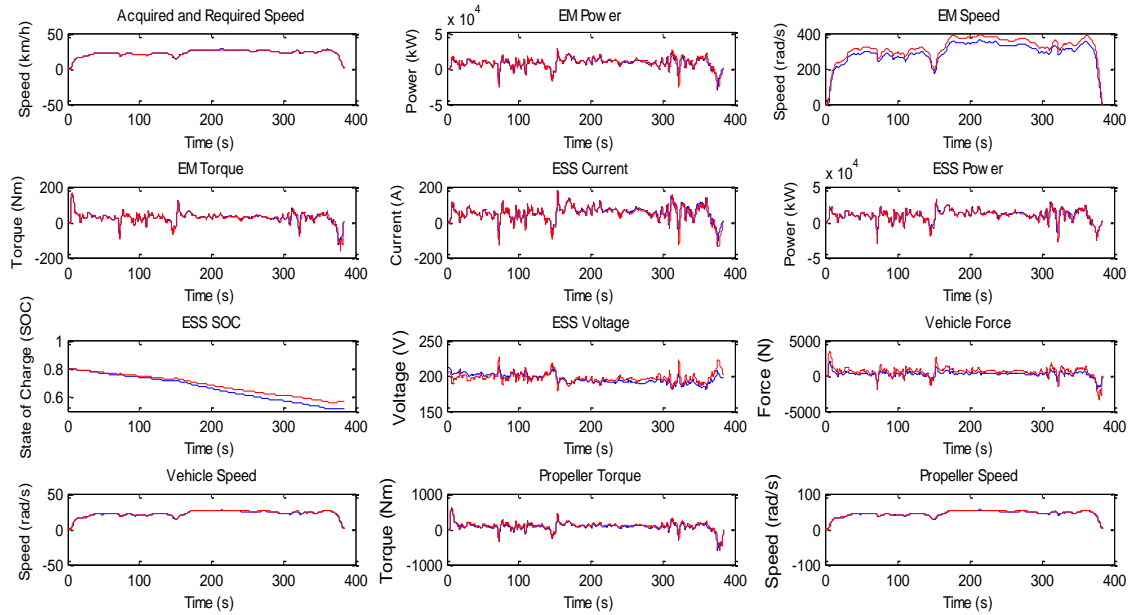 Acquired and Required Speed
Speed (km/h)
50
0
-50
0 100 200 300 400
Time (s)
EM Power
x 10^4
Power (kW)
5
0
-5
0 100 200 300 400
Time (s)
EM Speed
Speed (rad/s)
400
200
0
0 100 200 300 400
Time (s)
EM Torque
Torque (Nm)
200
0
-200
0 100 200 300 400
Time (s)
ESS Current
Current (A)
200
0
-200
0 100 200 300 400
Time (s)
ESS Power
x 10^4
Power (kW)
5
0
-5
0 100 200 300 400
Time (s)
ESS SOC
State of Charge (SOC)
1
0.8
0.6
0 100 200 300 400
Time (s)
ESS Voltage
Voltage (V)
250
200
150
0 100 200 300 400
Time (s)
Vehicle Force
Force (N)
5000
0
-5000
0 100 200 300 400
Time (s)
Vehicle Speed
Speed (rad/s)
50
0
-50
0 100 200 300 400
Time (s)
Propeller Torque
Torque (Nm)
1000
0
-1000
0 100 200 300 400
Time (s)
Propeller Speed
Speed (rad/s)
100
0
-100
0 100 200 300 400
Time (s)